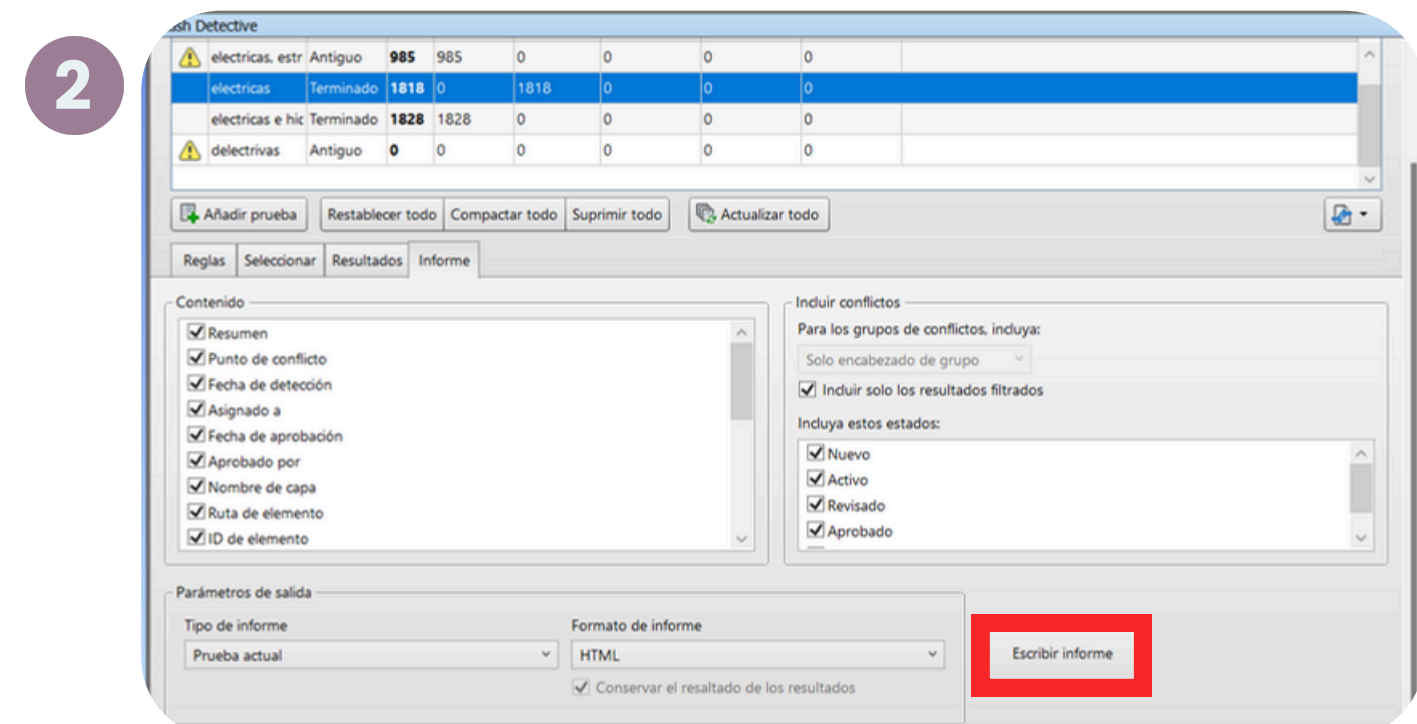 2
ash Detective
electricas, estr Antiguo 985 985 0 0 0 0
electricas Terminado 1818 0 1818 0 0 0
electricas e hic Terminado 1828 1828 0 0 0 0
delectrivas Antiguo 0 0 0 0 0 0
Añadir prueba Restablecer todo Compactar todo Suprimir todo Actualizar todo
Reglas Seleccionar Resultados Informe
Contenido
Resumen
Punto de conflicto
Fecha de detección
Asignado a
Fecha de aprobación
Aprobado por
Nombre de capa
Ruta de elemento
ID de elemento
Incluir conflictos
Para los grupos de conflictos, incluya:
Solo encabezado de grupo
Incluir solo los resultados filtrados
Incluya estos estados:
Nuevo
Activo
Revisado
Aprobado
Parámetros de salida
Tipo de informe
Prueba actual
Formato de informe
HTML
Conservar el resaltado de los resultados
Escribir informe